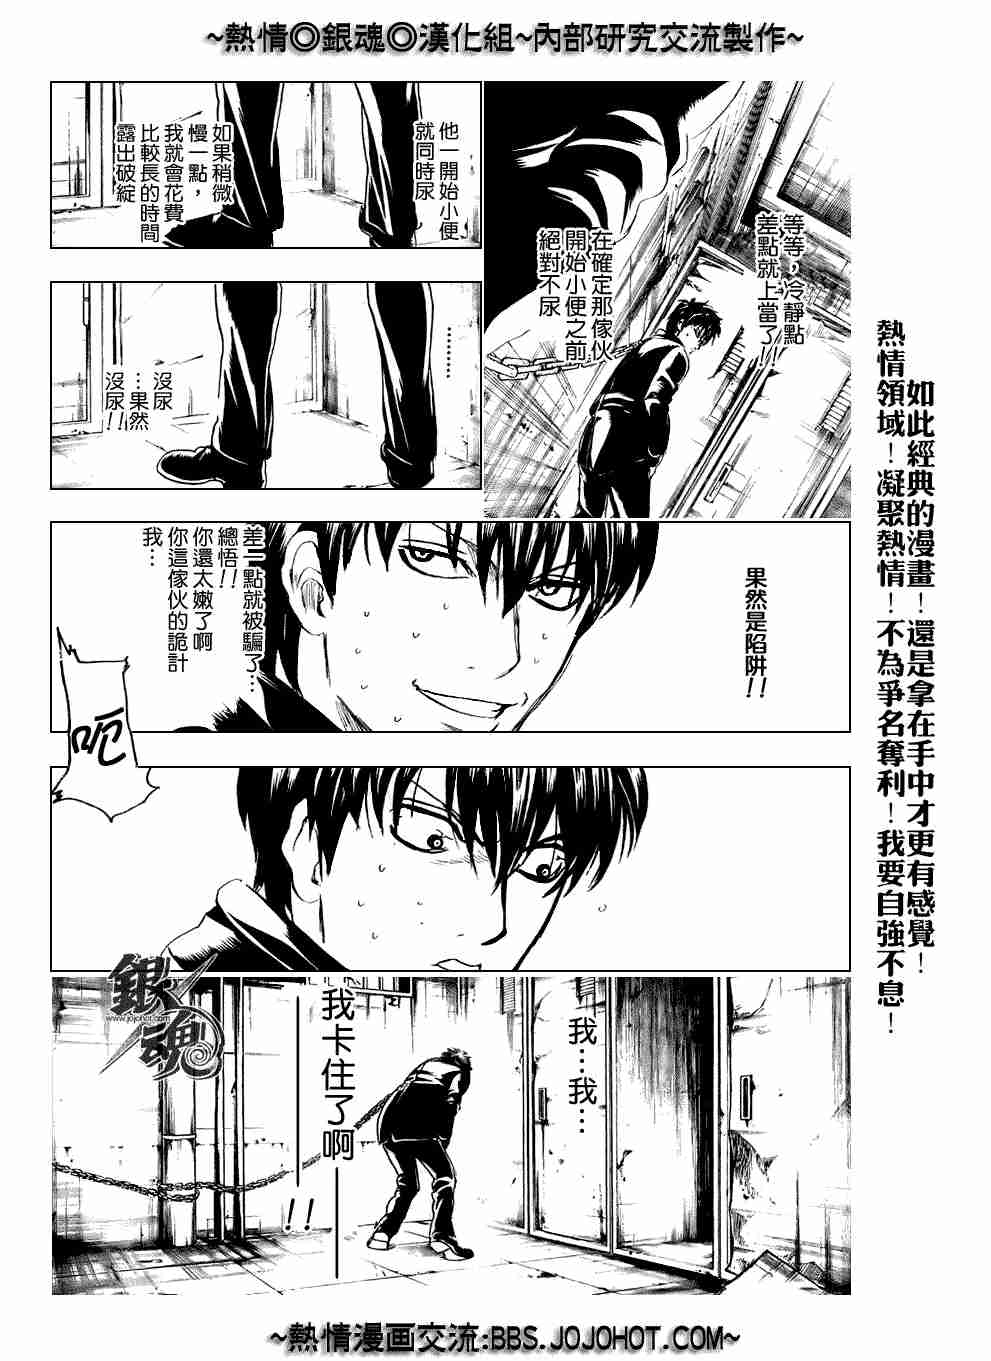 ~熱情◎銀魂◎漢化組~內部研究交流製作~
等等，冷靜點
差點就上當了!!
在確定那傢伙
開始小便之前
絕對不尿
他一開始小便
就同時尿
如果稍微
慢一點，
我就會花費
比較長的時間
露出破綻
………
沒尿
…果然
沒尿!!
果然是陷阱!!
差一點就被騙了…
總悟!!
你還太嫩了啊
你這傢伙的詭計
我…
呃
我…我…
我卡住了啊——
!!
銀魂
www.jojohot.com
如此經典的漫畫！還是拿在手中才更有感覺！
熱情領域！凝聚熱情！不為爭名奪利！我要自強不息！
~熱情漫画交流:BBS.JOJOHOT.COM~